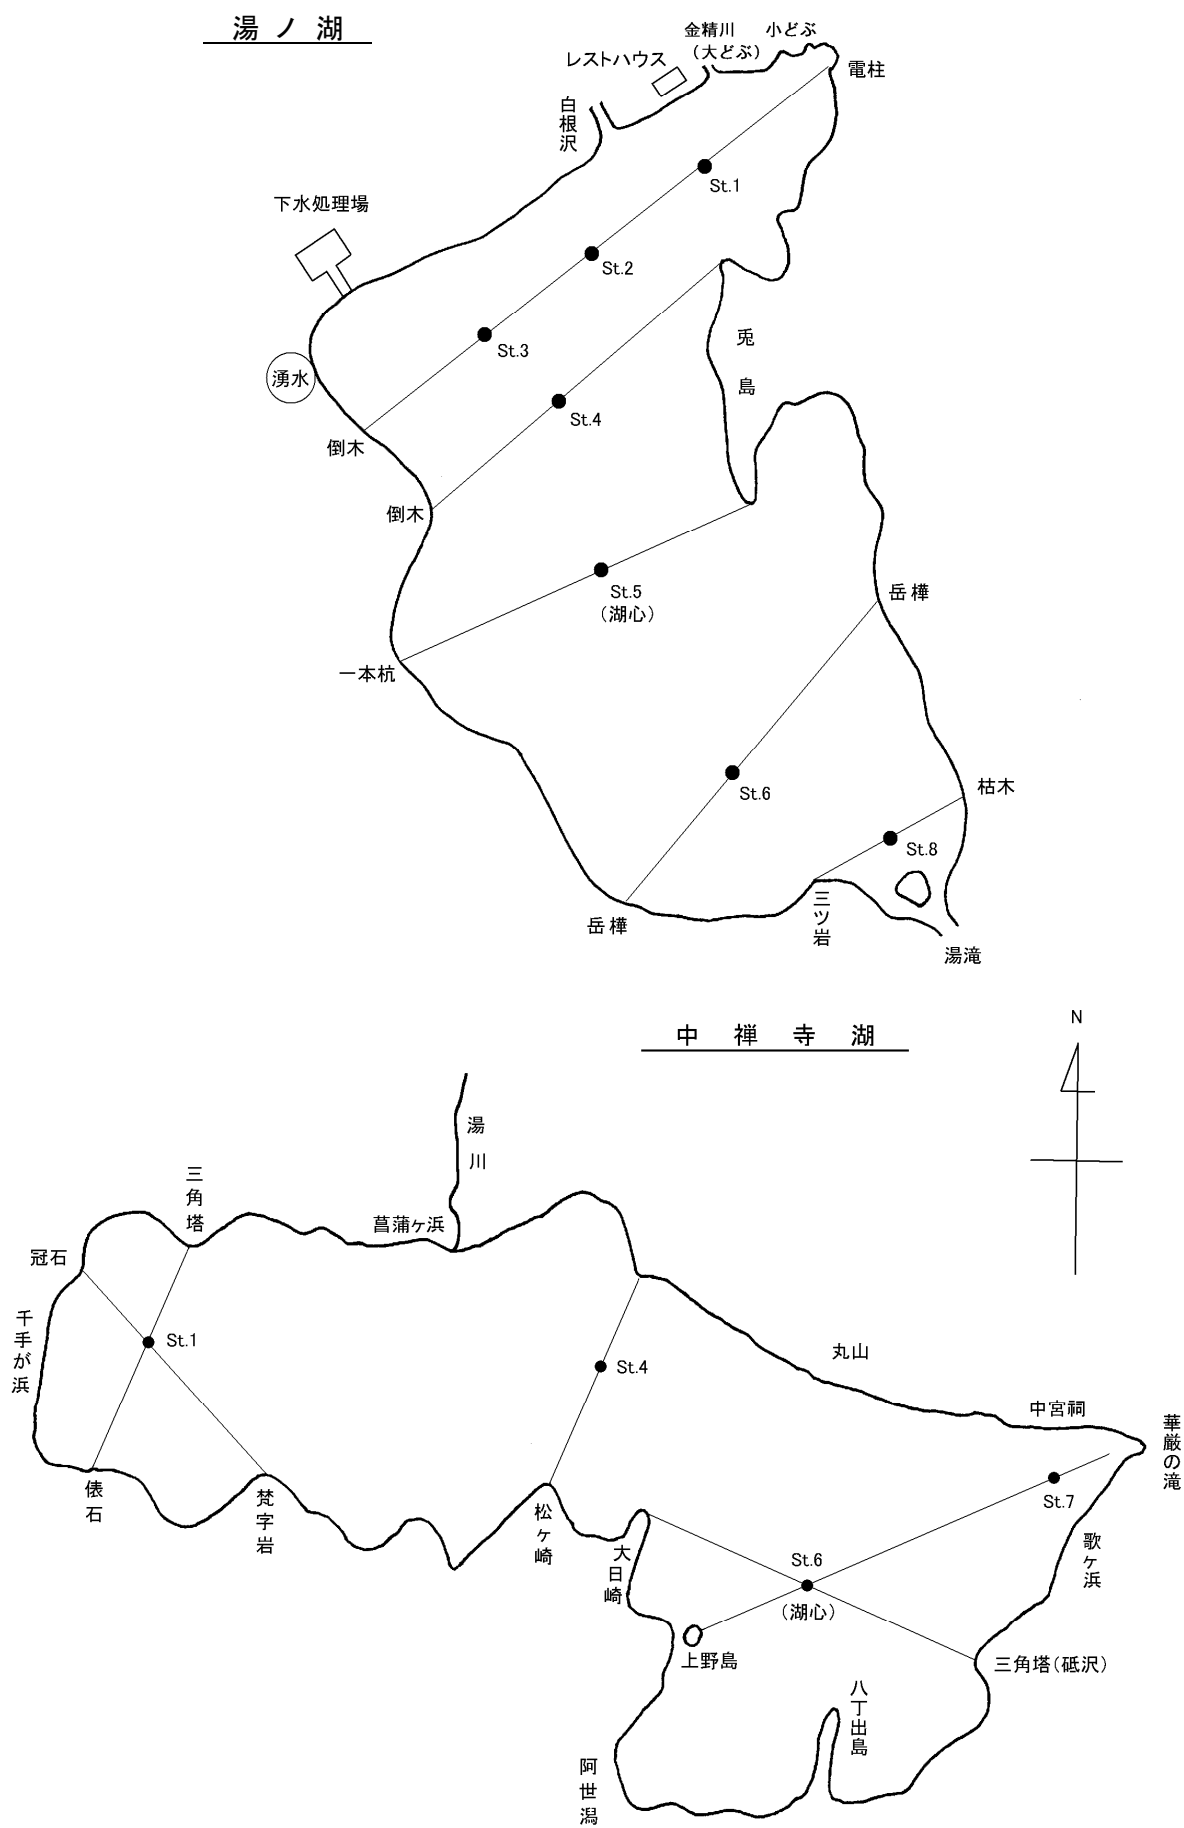 湯ノ湖
金精川
(大どぶ)
小どぶ
レストハウス
電柱
白根沢
St.1
下水処理場
St.2
St.3
兎島
湧水
St.4
倒木
倒木
St.5
(湖心)
岳樺
一本杭
St.6
枯木
St.8
三ツ岩
岳樺
湯滝
中禅寺湖
N
湯川
三角塔
菖蒲ヶ浜
冠石
千手が浜
St.1
St.4
丸山
中宮祠
華厳の滝
俵石
梵字岩
松ヶ崎
St.7
大日崎
歌ヶ浜
St.6
(湖心)
上野島
三角塔(砥沢)
八丁出島
阿世潟